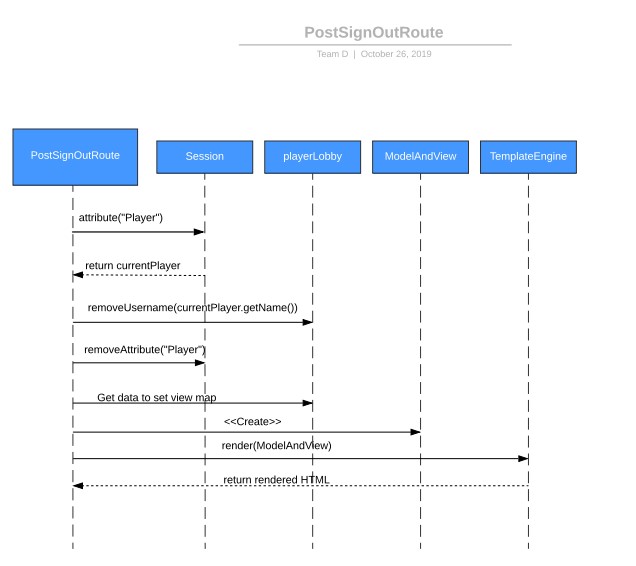 PostSignOutRoute
Team D | October 26, 2019
PostSignOutRoute
Session
playerLobby
ModelAndView
TemplateEngine
attribute("Player")
return currentPlayer
removeUsername(currentPlayer.getName())
removeAttribute("Player")
Get data to set view map
<<Create>>
render(ModelAndView)
return rendered HTML